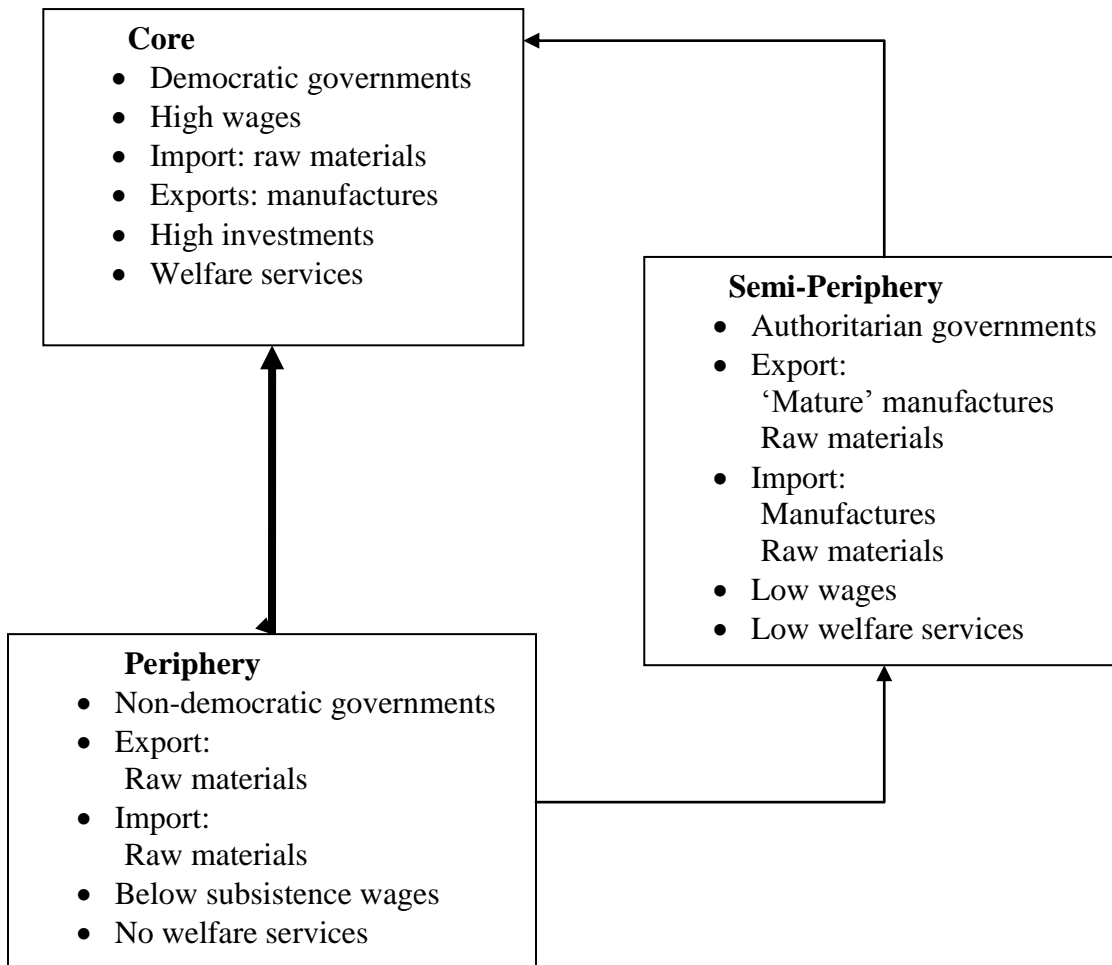 Core
• Democratic governments
• High wages
• Import: raw materials
• Exports: manufactures
• High investments
• Welfare services
Semi-Periphery
• Authoritarian governments
• Export:
‘Mature’ manufactures
Raw materials
• Import:
Manufactures
Raw materials
• Low wages
• Low welfare services
Periphery
• Non-democratic governments
• Export:
Raw materials
• Import:
Raw materials
• Below subsistence wages
• No welfare services